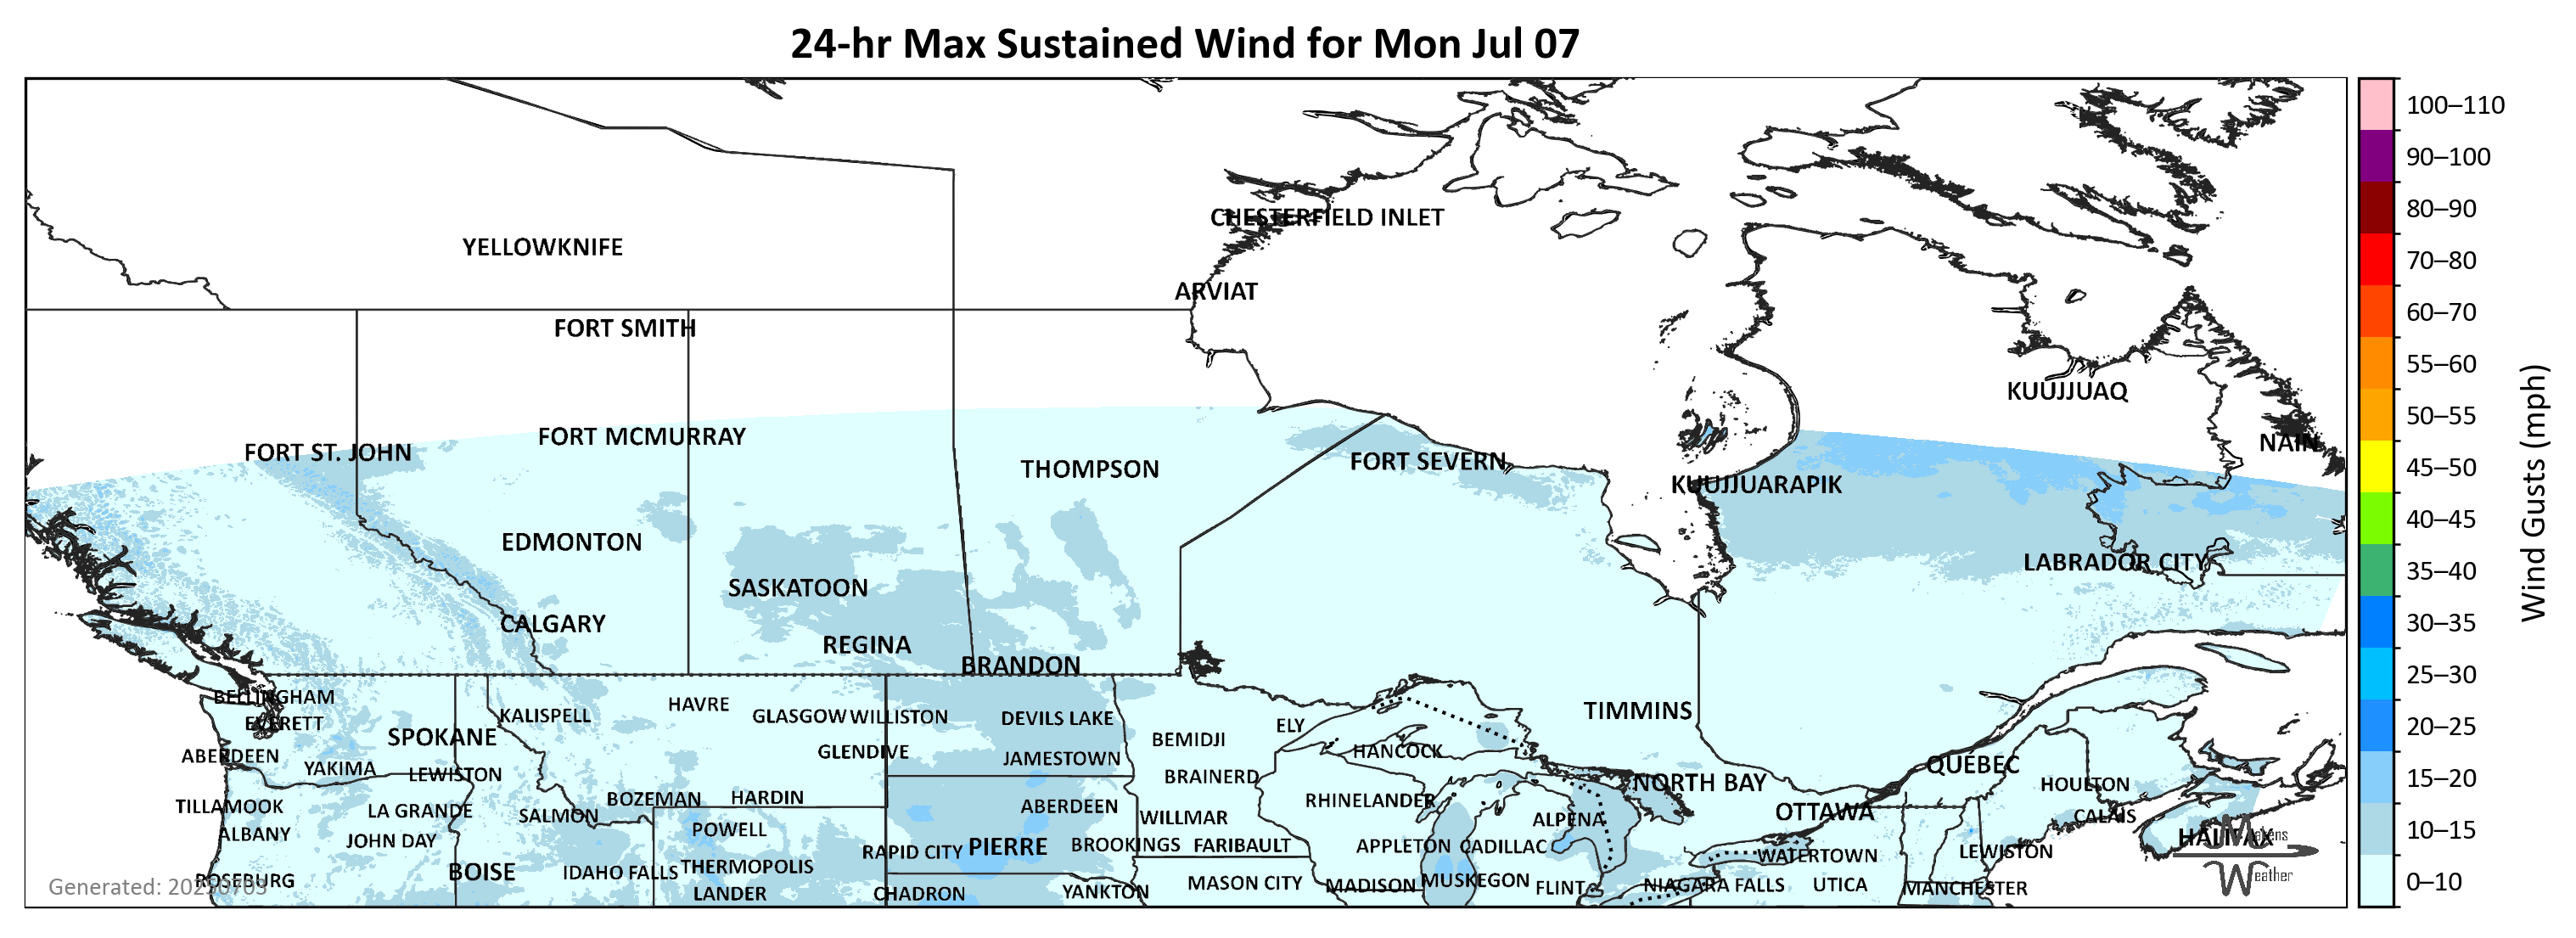 24-hr Max Sustained Wind for Mon Jul 07
100–110
90–100
CHESTERFIELD INLET
80–90
YELLOWKNIFE
70–80
ARVIAT
60–70
FORT SMITH
55–60
KUUJJUAQ
50–55
FORT MCMURRAY
NAIN
FORT ST. JOHN
FORT SEVERN
45–50
THOMPSON
KUUJJUARAPIK
40–45
EDMONTON
LABRADOR CITY
35–40
SASKATOON
Wind Gusts (mph)
CALGARY
30–35
REGINA
BRANDON
25–30
BELLINGHAM
HAVRE
TIMMINS
KALISPELL
GLASGOW
WILLISTON
DEVILS LAKE
EVERETT
ELY
20–25
SPOKANE
BEMIDJI
HANCOCK
ABERDEEN
GLENDIVE
JAMESTOWN
QUÉBEC
YAKIMA
LEWISTON
BRAINERD
15–20
NORTH BAY
HOULTON
BOZEMAN
HARDIN
RHINELANDER
TILLAMOOK
LA GRANDE
SALMON
ABERDEEN
WILLMAR
OTTAWA
CALAIS
ALPENA
10–15
ALBANY
JOHN DAY
POWELL
HALIFAX
Makens
Weather
RAPID CITY
PIERRE
BROOKINGS
FARIBAULT
APPLETON
CADILLAC
WATERTOWN
LEWISTON
BOISE
IDAHO FALLS
THERMOPOLIS
ROSEBURG
Generated: 20250703
MASON CITY
MADISON
MUSKEGON
FLINT
NIAGARA FALLS
UTICA
MANCHESTER
0–10
LANDER
CHADRON
YANKTON